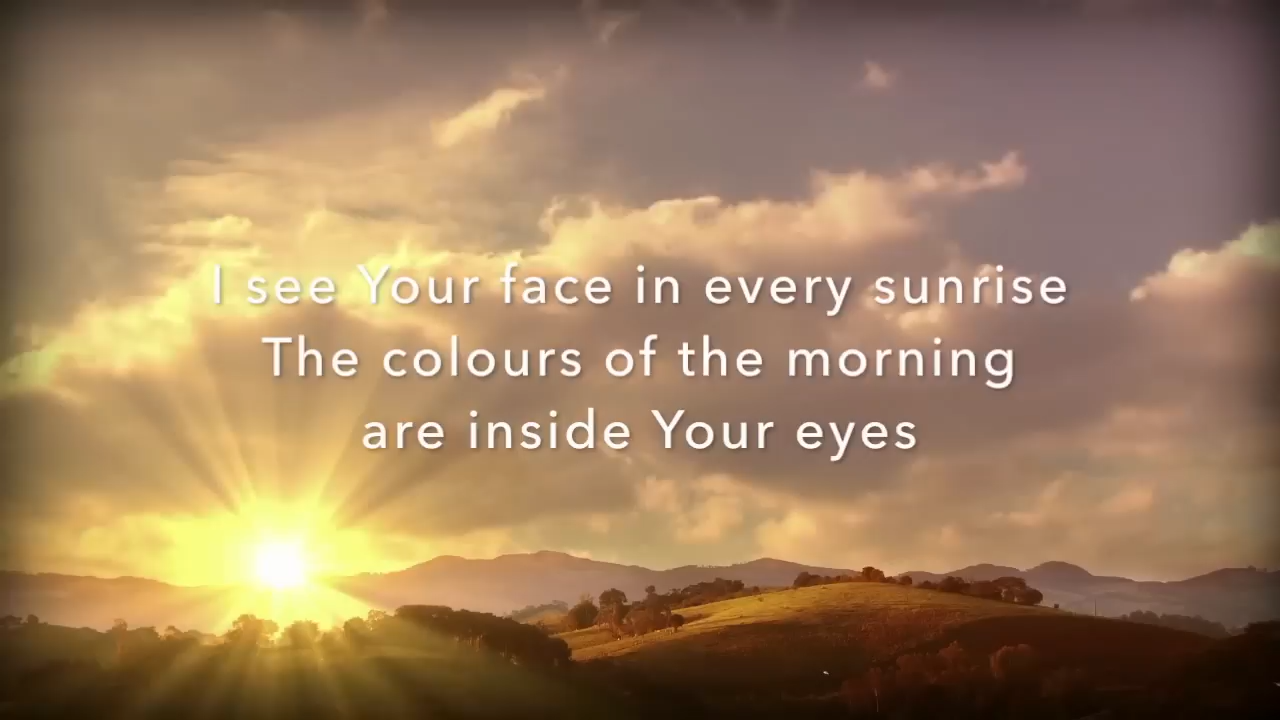 I see Your face in every sunrise
The colours of the morning
are inside Your eyes